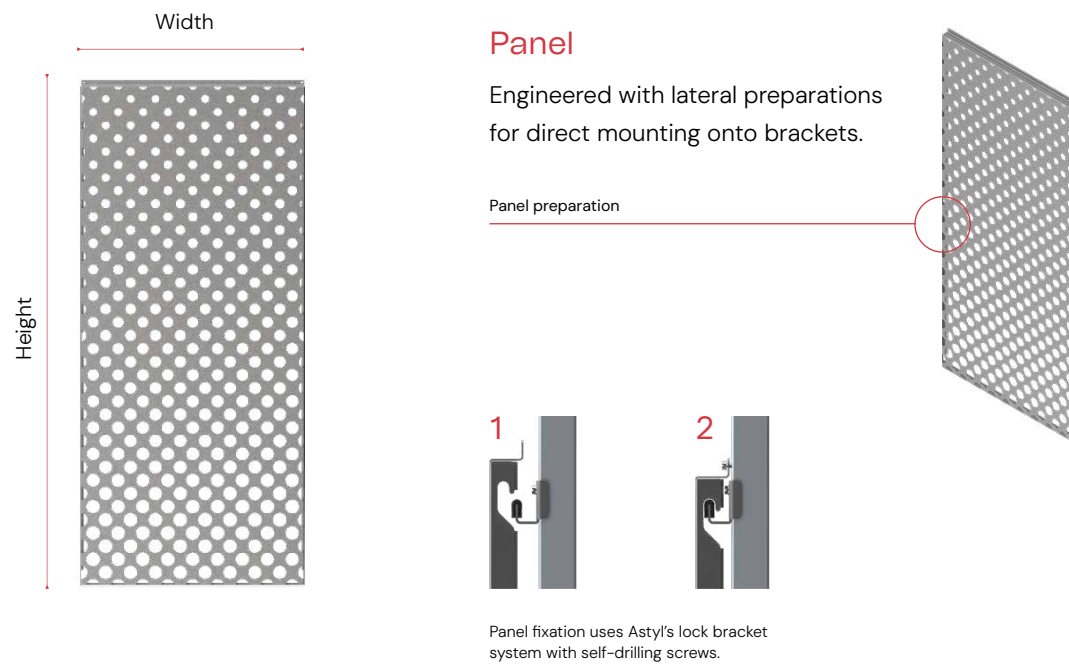 Width
Height
Panel
Engineered with lateral preparations
for direct mounting onto brackets.
Panel preparation
1
2
Panel fixation uses Astyl's lock bracket
system with self-drilling screws.